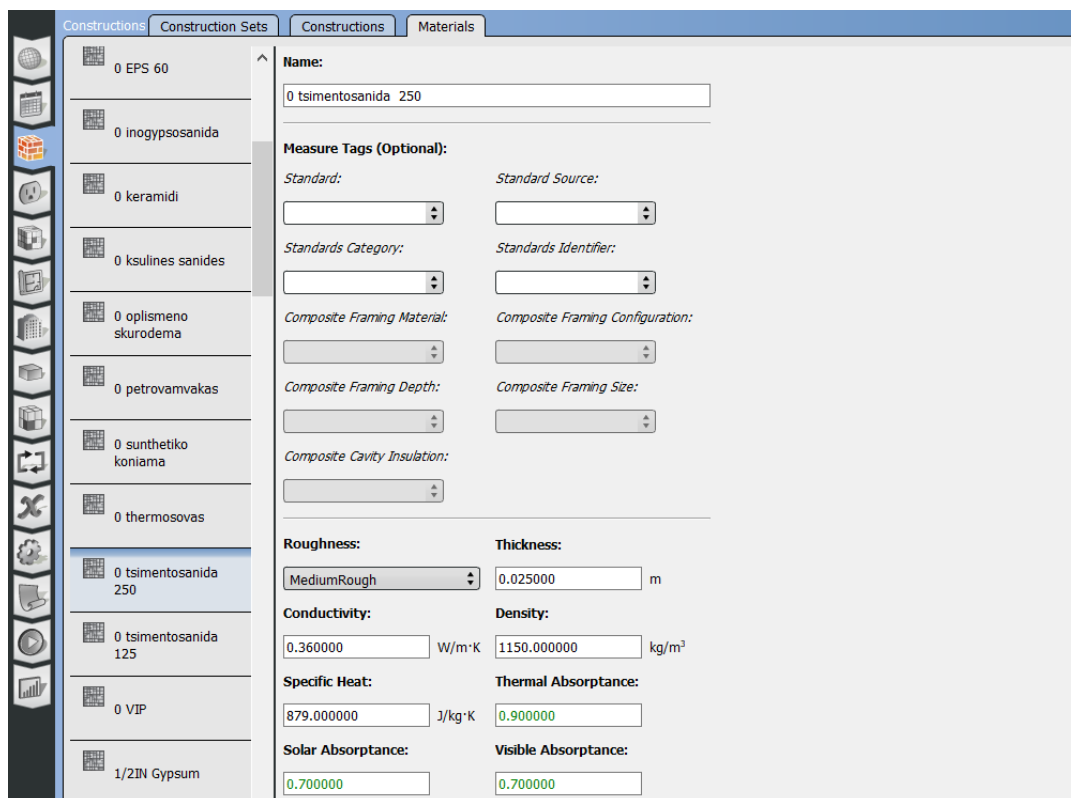 Constructions Construction Sets Constructions Materials
0 EPS 60
0 inogypsosanida
0 keramidi
0 ksulines sanides
0 oplismeno
skurodema
0 petrovamvakas
0 sunthetiko
koniama
0 thermosovas
0 tsimentosanida
250
0 tsimentosanida
125
0 VIP
1/2IN Gypsum
Name:
0 tsimentosanida  250
Measure Tags (Optional):
Standard: Standard Source:
Standards Category: Standards Identifier:
Composite Framing Material: Composite Framing Configuration:
Composite Framing Depth: Composite Framing Size:
Composite Cavity Insulation:
Roughness: Thickness:
MediumRough 0.025000 m
Conductivity: Density:
0.360000 W/m·K 1150.000000 kg/m³
Specific Heat: Thermal Absorptance:
879.000000 J/kg·K 0.900000
Solar Absorptance: Visible Absorptance:
0.700000 0.700000